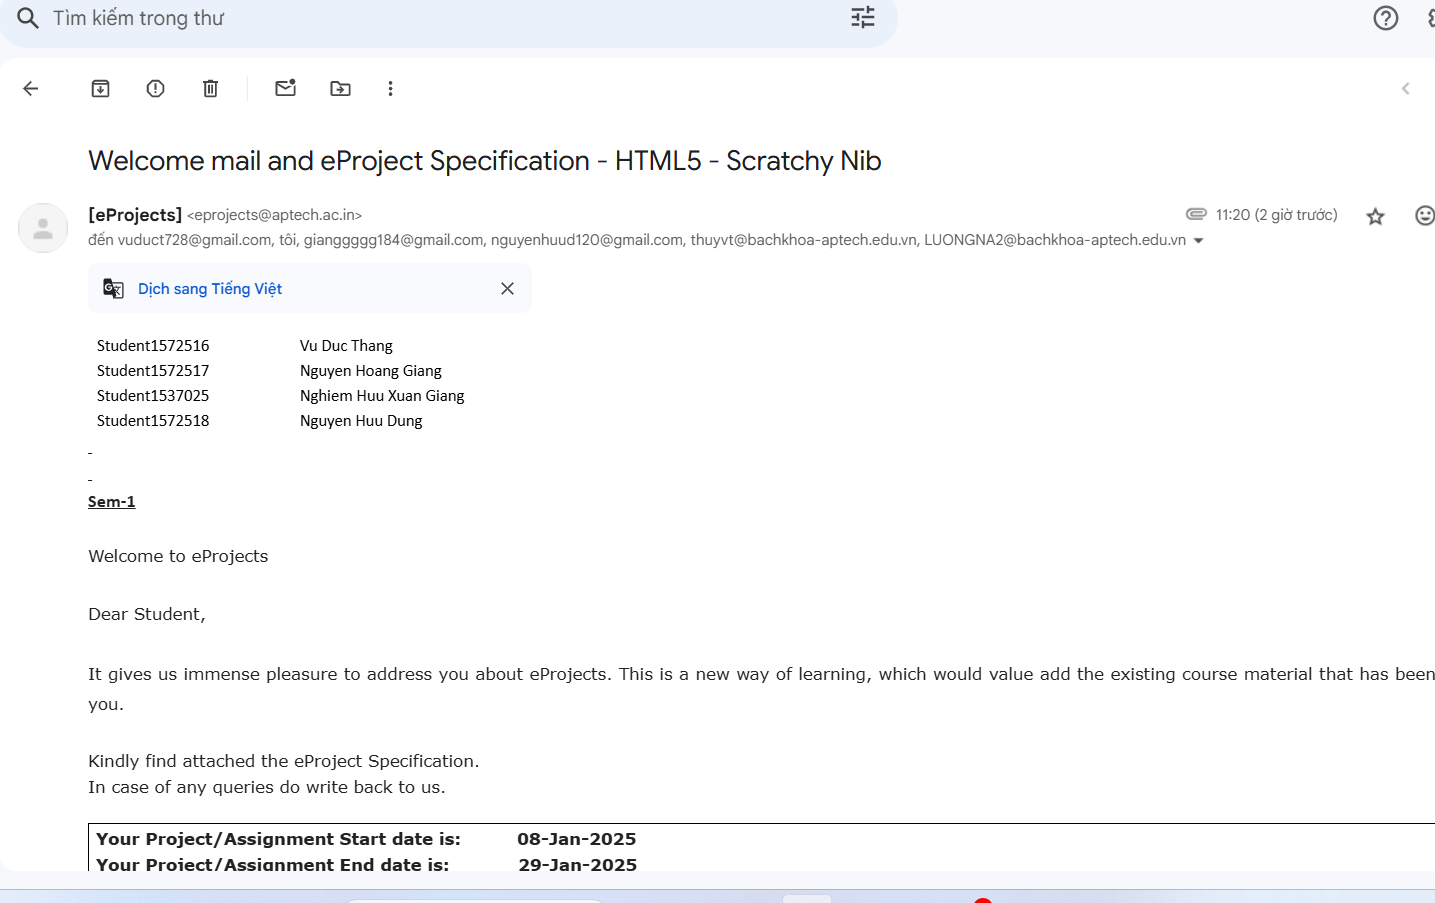 Tìm kiếm trong thư
Welcome mail and eProject Specification - HTML5 - Scratchy Nib
[eProjects] <eprojects@aptech.ac.in>
11:20 (2 giờ trước)
đến vuduct728@gmail.com, tôi, gianggggg184@gmail.com, nguyenhuud120@gmail.com, thuyvt@bachkhoa-aptech.edu.vn, LUONGNA2@bachkhoa-aptech.edu.vn
Dịch sang Tiếng Việt
Student1572516 Vu Duc Thang
Student1572517 Nguyen Hoang Giang
Student1537025 Nghiem Huu Xuan Giang
Student1572518 Nguyen Huu Dung
Sem-1
Welcome to eProjects
Dear Student,
It gives us immense pleasure to address you about eProjects. This is a new way of learning, which would value add the existing course material that has been
you.
Kindly find attached the eProject Specification.
In case of any queries do write back to us.
Your Project/Assignment Start date is: 08-Jan-2025
Your Project/Assignment End date is: 29-Jan-2025